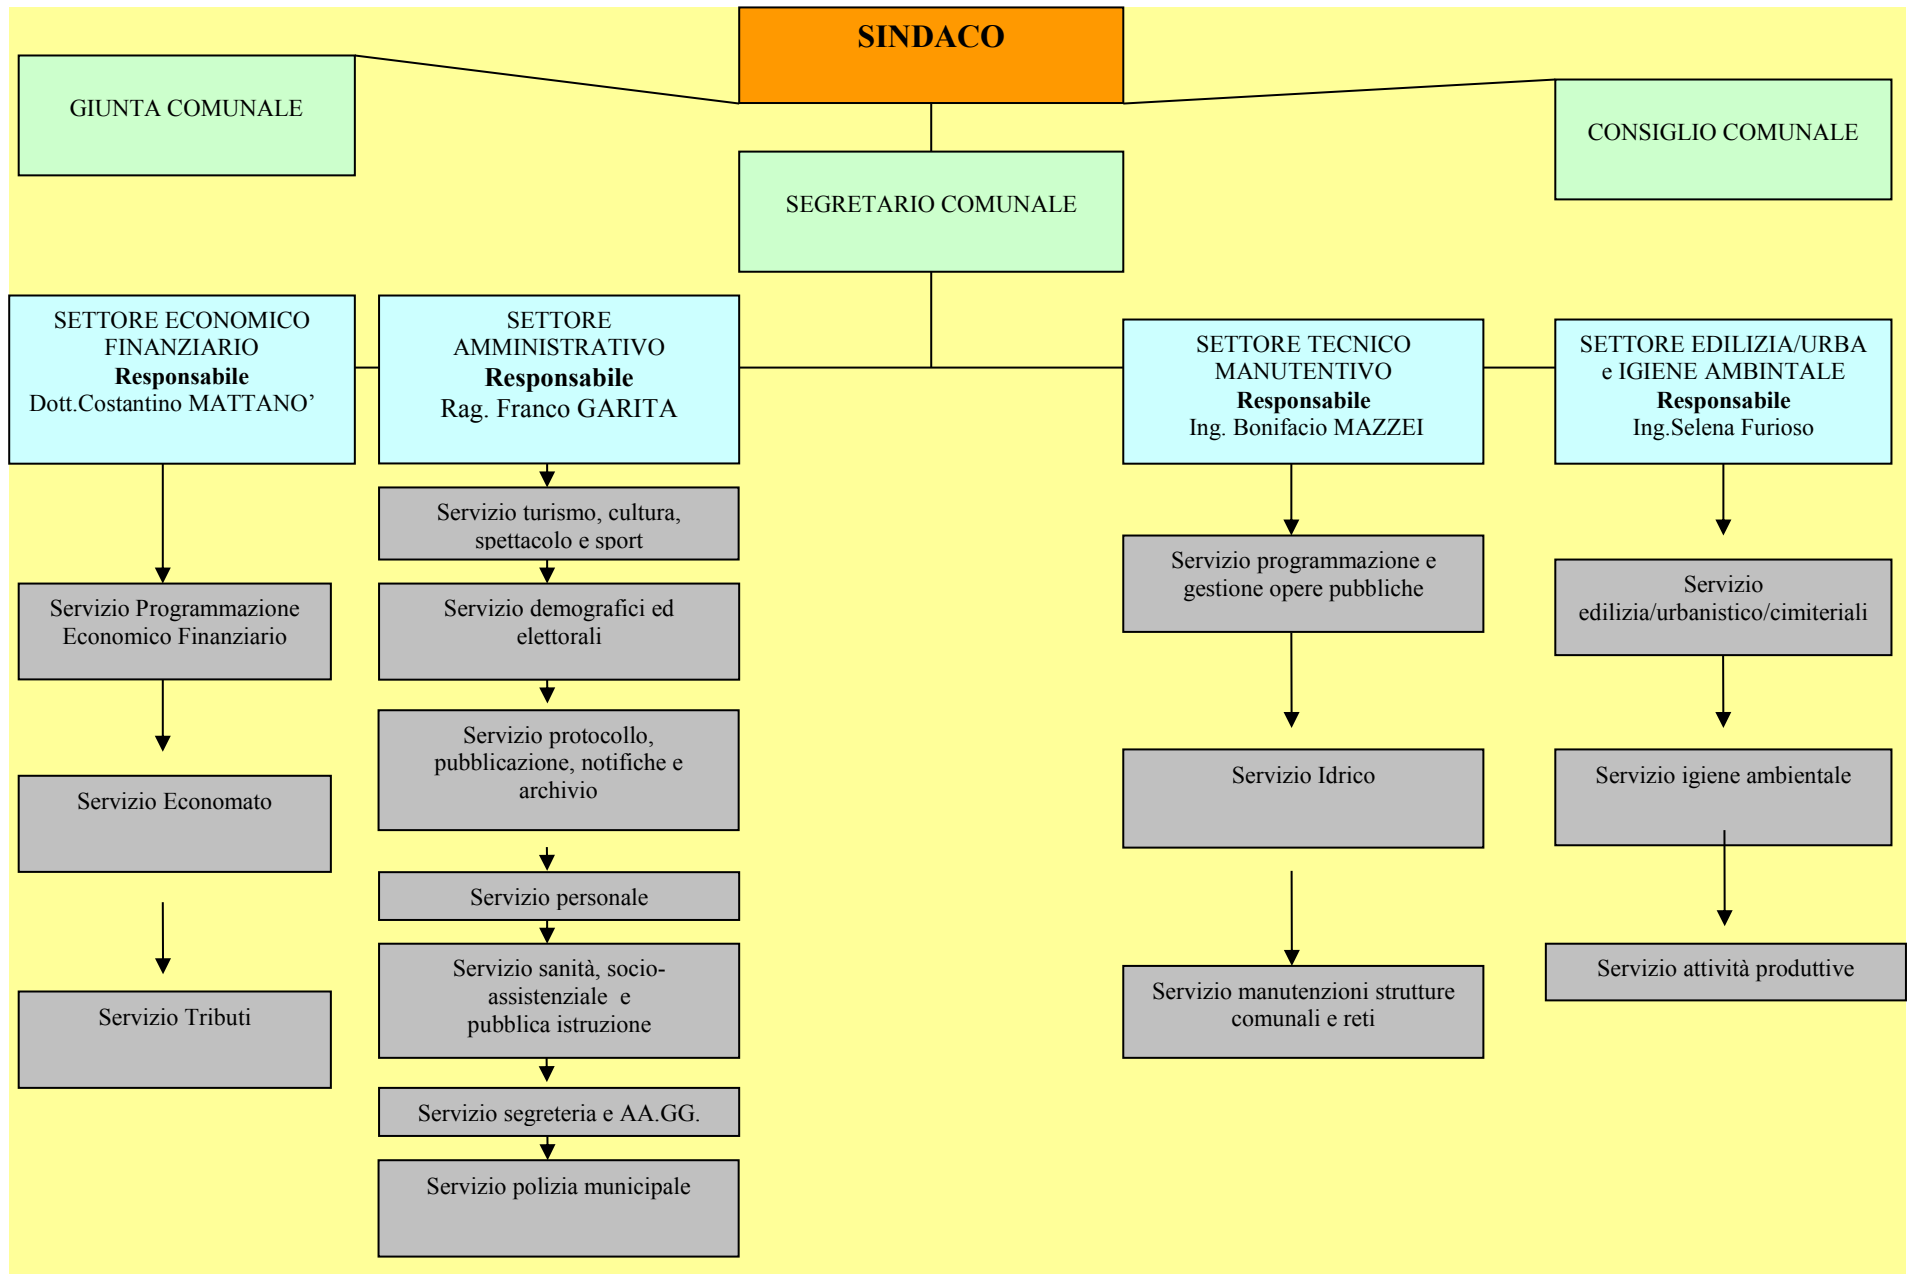 SINDACO
GIUNTA COMUNALE
CONSIGLIO COMUNALE
SEGRETARIO COMUNALE
SETTORE ECONOMICO
FINANZIARIO
Responsabile
Dott.Costantino MATTANO’
SETTORE
AMMINISTRATIVO
Responsabile
Rag. Franco GARITA
SETTORE TECNICO
MANUTENTIVO
Responsabile
Ing. Bonifacio MAZZEI
SETTORE EDILIZIA/URBA
e IGIENE AMBINTALE
Responsabile
Ing.Selena Furioso
Servizio Programmazione
Economico Finanziario
Servizio Economato
Servizio Tributi
Servizio turismo, cultura,
spettacolo e sport
Servizio demografici ed
elettorali
Servizio protocollo,
pubblicazione, notifiche e
archivio
Servizio personale
Servizio sanità, socio-
assistenziale e
pubblica istruzione
Servizio segreteria e AA.GG.
Servizio polizia municipale
Servizio programmazione e
gestione opere pubbliche
Servizio Idrico
Servizio manutenzioni strutture
comunali e reti
Servizio
edilizia/urbanistico/cimiteriali
Servizio igiene ambientale
Servizio attività produttive